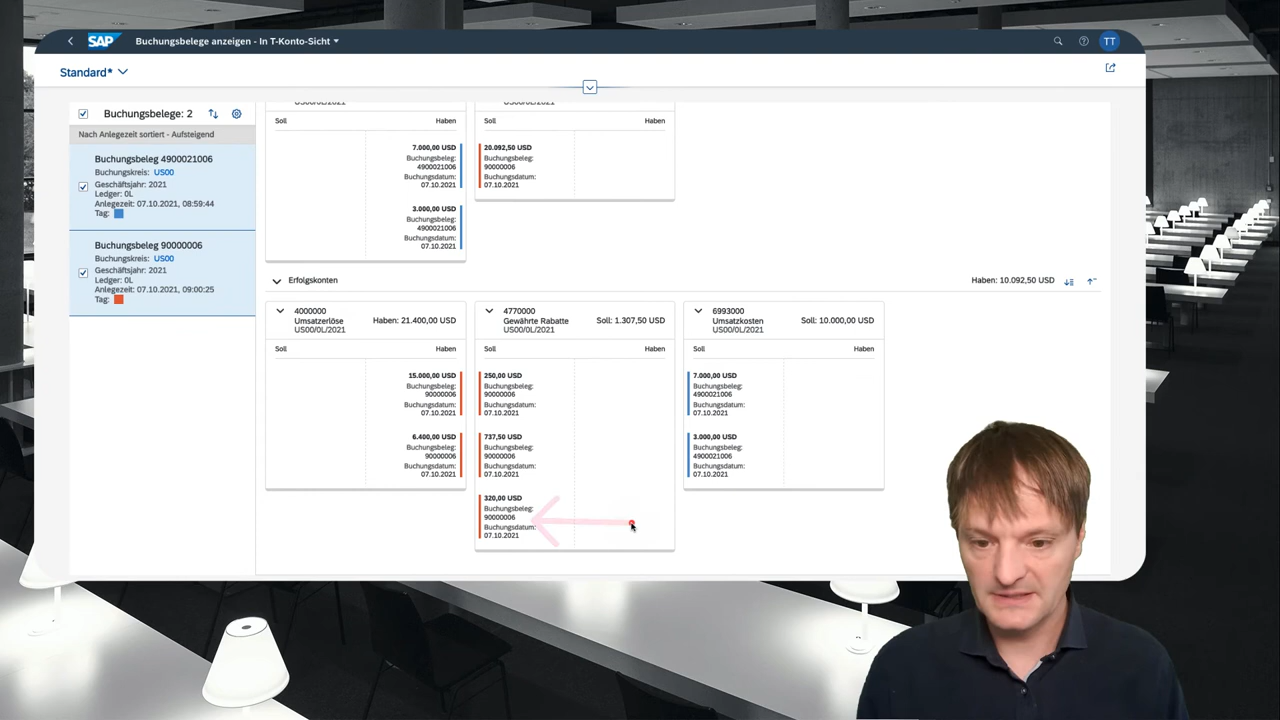 SAP
Buchungsbelege anzeigen - In T-Konto-Sicht
TT
Standard*
Buchungsbelege: 2
Nach Anlegezeit sortiert - Aufsteigend
Buchungsbeleg 4900021006
Buchungskreis: US00
Geschäftsjahr: 2021
Ledger: 0L
Anlegezeit: 07.10.2021, 08:59:44
Tag:
Buchungsbeleg 90000006
Buchungskreis: US00
Geschäftsjahr: 2021
Ledger: 0L
Anlegezeit: 07.10.2021, 09:00:25
Tag:
US00/0L/2021
Soll
Haben
7.000,00 USD
Buchungsbeleg:
4900021006
Buchungsdatum:
07.10.2021
3.000,00 USD
Buchungsbeleg:
4900021006
Buchungsdatum:
07.10.2021
US00/0L/2021
Soll
Haben
20.092,50 USD
Buchungsbeleg:
90000006
Buchungsdatum:
07.10.2021
Erfolgskonten
Haben: 10.092,50 USD
4000000
Umsatzerlöse
US00/0L/2021
Haben: 21.400,00 USD
Soll
Haben
15.000,00 USD
Buchungsbeleg:
90000006
Buchungsdatum:
07.10.2021
6.400,00 USD
Buchungsbeleg:
90000006
Buchungsdatum:
07.10.2021
4770000
Gewährte Rabatte
US00/0L/2021
Soll: 1.307,50 USD
Soll
Haben
250,00 USD
Buchungsbeleg:
90000006
Buchungsdatum:
07.10.2021
737,50 USD
Buchungsbeleg:
90000006
Buchungsdatum:
07.10.2021
320,00 USD
Buchungsbeleg:
90000006
Buchungsdatum:
07.10.2021
6993000
Umsatzkosten
US00/0L/2021
Soll: 10.000,00 USD
Soll
Haben
7.000,00 USD
Buchungsbeleg:
4900021006
Buchungsdatum:
07.10.2021
3.000,00 USD
Buchungsbeleg:
4900021006
Buchungsdatum:
07.10.2021